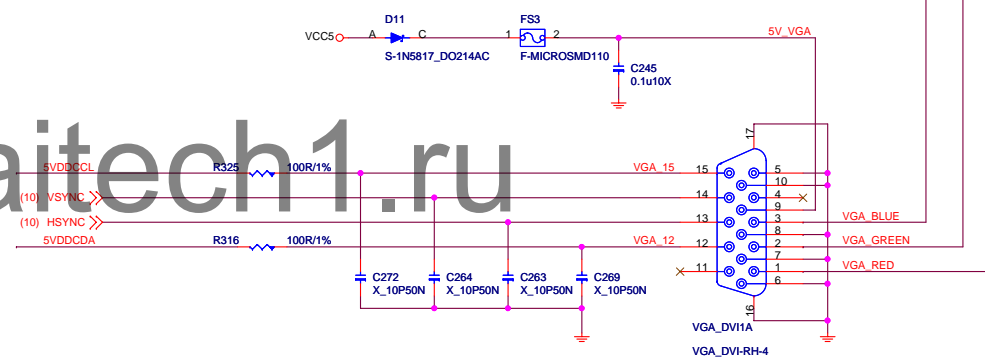 D11
FS3
VCC5
A
C
1
2
5V_VGA
S-1N5817_DO214AC
F-MICROSMD110
C245
0.1u10X
aitech1.ru
17
5VDDCCL
R325
100R/1%
VGA_15
15
5
10
(10) VSYNC
14
4
9
(10) HSYNC
13
3
VGA_BLUE
8
5VDDCDA
R316
100R/1%
VGA_12
12
2
VGA_GREEN
7
11
1
VGA_RED
6
C272
X_10P50N
C264
X_10P50N
C263
X_10P50N
C269
X_10P50N
16
VGA_DVI1A
VGA_DVI-RH-4